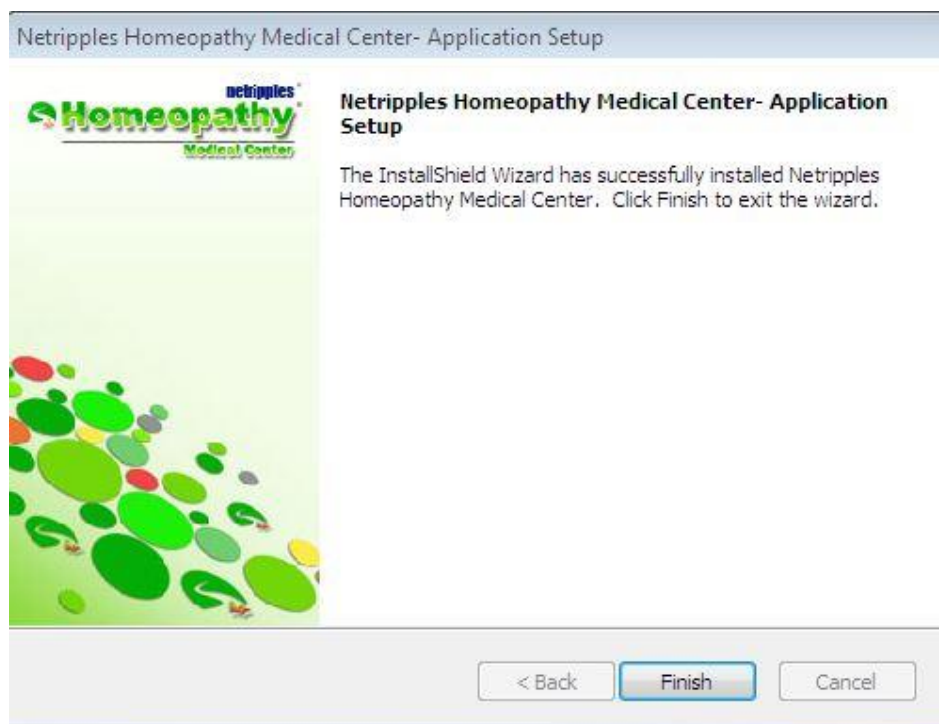 Netripples Homeopathy Medical Center- Application Setup
netripples
Homeopathy
Medical Center
Netripples Homeopathy Medical Center- Application
Setup
The InstallShield Wizard has successfully installed Netripples
Homeopathy Medical Center.  Click Finish to exit the wizard.
< Back
Finish
Cancel